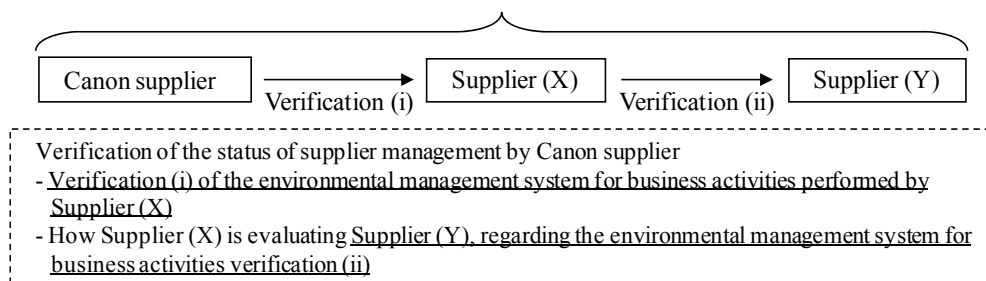 Canon supplier
Supplier (X)
Supplier (Y)
Verification (i)
Verification (ii)
Verification of the status of supplier management by Canon supplier
- Verification (i) of the environmental management system for business activities performed by
Supplier (X)
- How Supplier (X) is evaluating Supplier (Y), regarding the environmental management system for
business activities verification (ii)